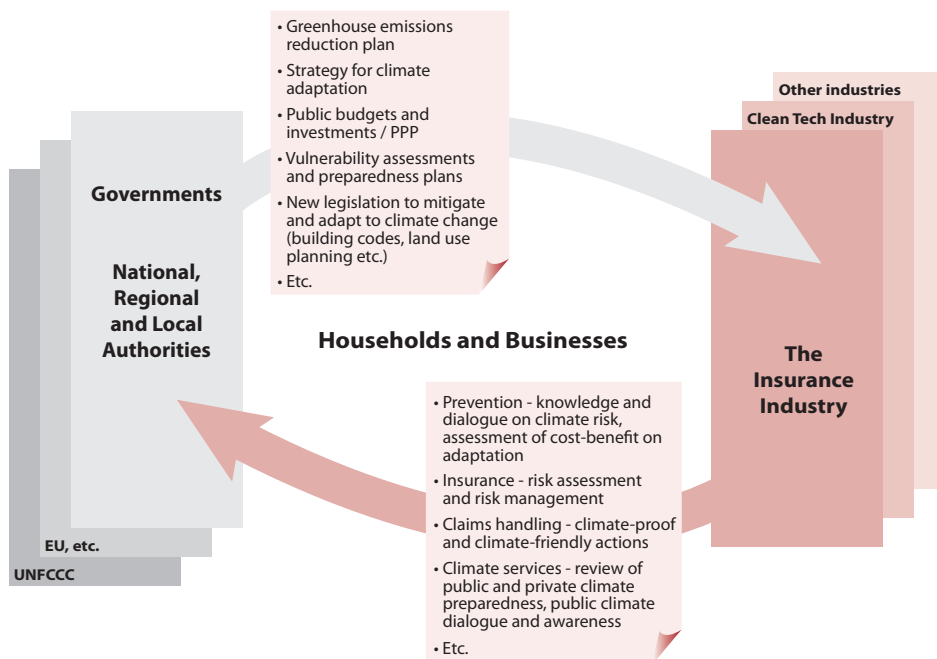 • Greenhouse emissions
reduction plan
• Strategy for climate
adaptation
• Public budgets and
investments / PPP
• Vulnerability assessments
and preparedness plans
• New legislation to mitigate
and adapt to climate change
(building codes, land use
planning etc.)
• Etc.
Governments
National,
Regional
and Local
Authorities
EU, etc.
UNFCCC
Households and Businesses
Other industries
Clean Tech Industry
The
Insurance
Industry
• Prevention - knowledge and
dialogue on climate risk,
assessment of cost-benefit on
adaptation
• Insurance - risk assessment
and risk management
• Claims handling - climate-proof
and climate-friendly actions
• Climate services - review of
public and private climate
preparedness, public climate
dialogue and awareness
• Etc.